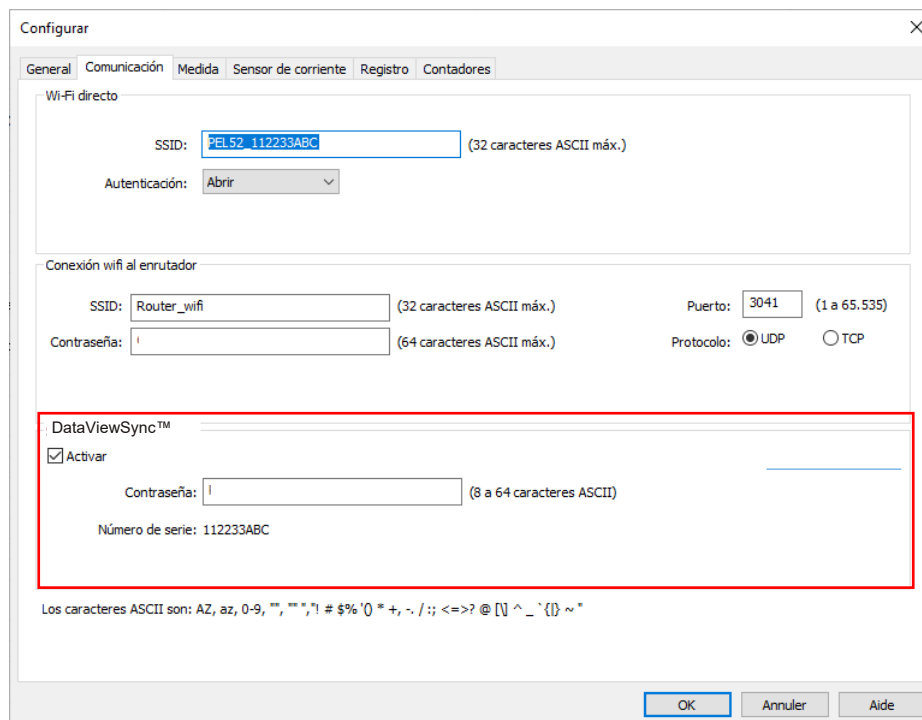 Configurar
General Comunicación Medida Sensor de corriente Registro Contadores
Wi-Fi directo
SSID: PEL52_112233ABC (32 caracteres ASCII máx.)
Autenticación: Abrir
Conexión wifi al enrutador
SSID: Router_wifi (32 caracteres ASCII máx.) Puerto: 3041 (1 a 65.535)
Contraseña: (64 caracteres ASCII máx.) Protocolo: UDP TCP
DataViewSync™
Activar
Contraseña: (8 a 64 caracteres ASCII)
Número de serie: 112233ABC
Los caracteres ASCII son: AZ, az, 0-9, "", "" ","! # $% '() * +, -. / :; <=>? @ [\] ^ _ `{|} ~ "
OK Annuler Aide